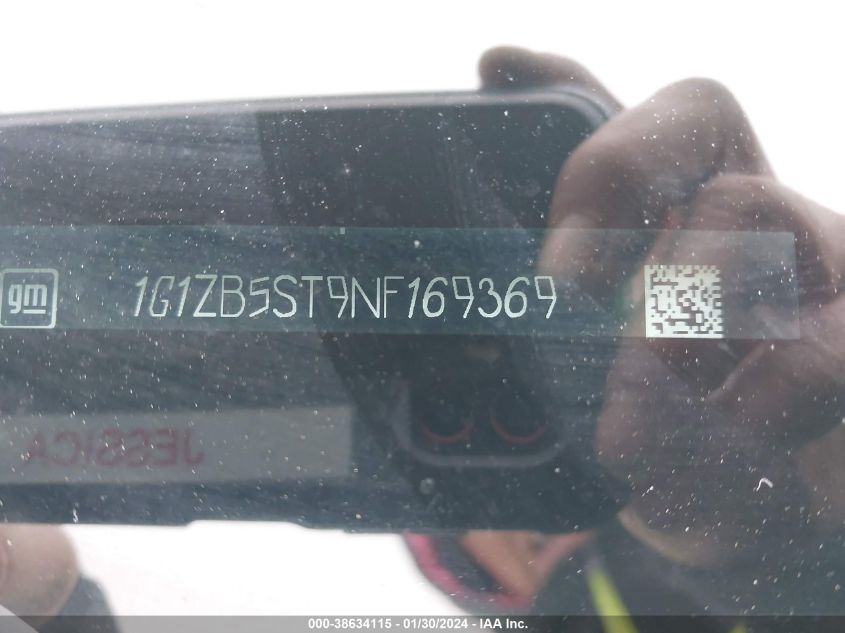 gm
1G1ZB5ST9NF169369
JESSICA
000-38634115 - 01/30/2024 - IAA Inc.